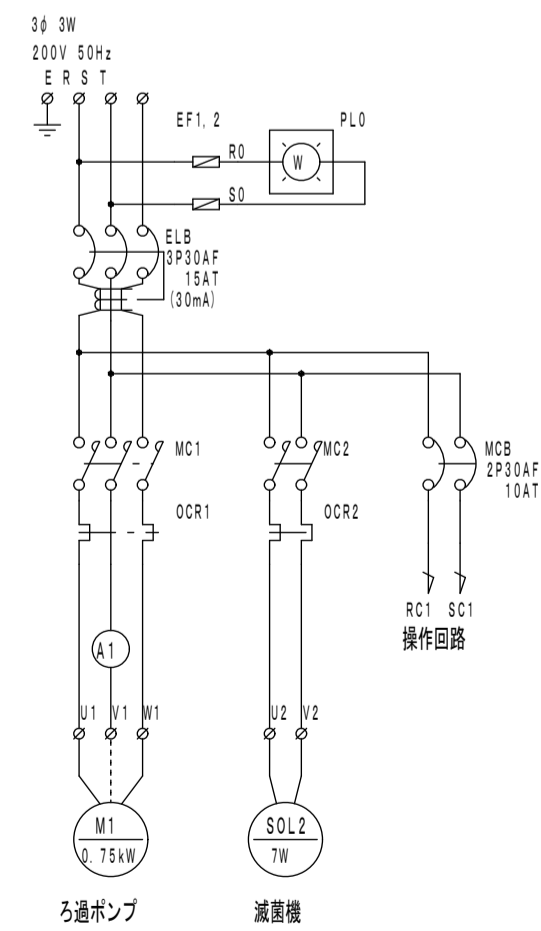 3φ 3W
200V 50Hz
E R S T
EF1,2
PL0
R0
W
S0
ELB
3P30AF
15AT
(30mA)
MC1
MC2
MCB
2P30AF
10AT
OCR1
OCR2
RC1 SC1
操作回路
A1
U1 V1 W1
U2 V2
M1
0.75kW
SOL2
7W
ろ過ポンプ
滅菌機